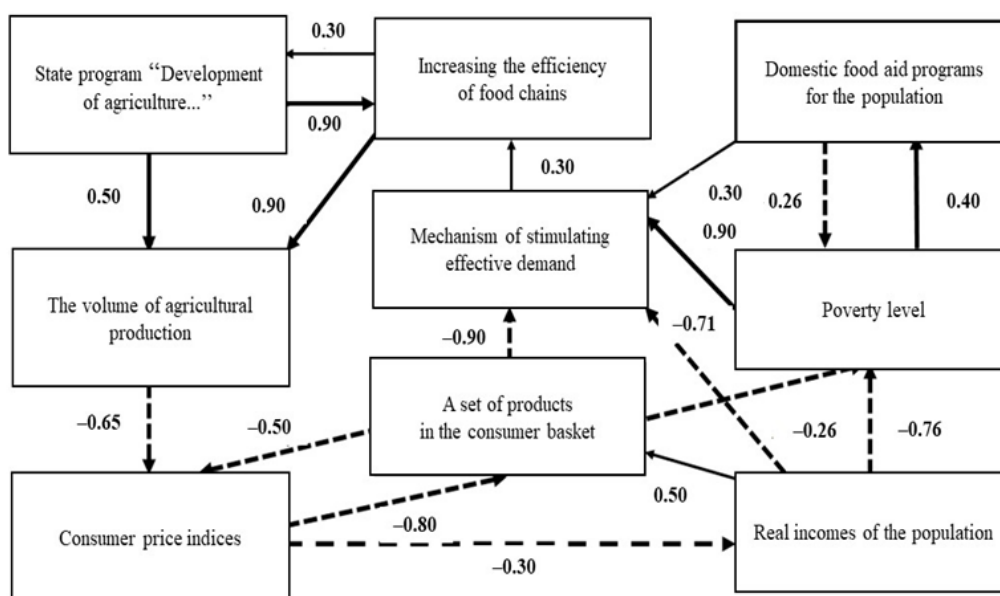 0.30
State program “Development
of agriculture...”
Increasing the efficiency
of food chains
Domestic food aid programs
for the population
0.90
0.50
0.90
0.30
0.30
0.26
0.40
0.90
Mechanism of stimulating
effective demand
The volume of agricultural
production
Poverty level
–0.90
–0.71
–0.65
–0.50
A set of products
in the consumer basket
–0.26
–0.76
0.50
Consumer price indices
–0.80
–0.30
Real incomes of the population